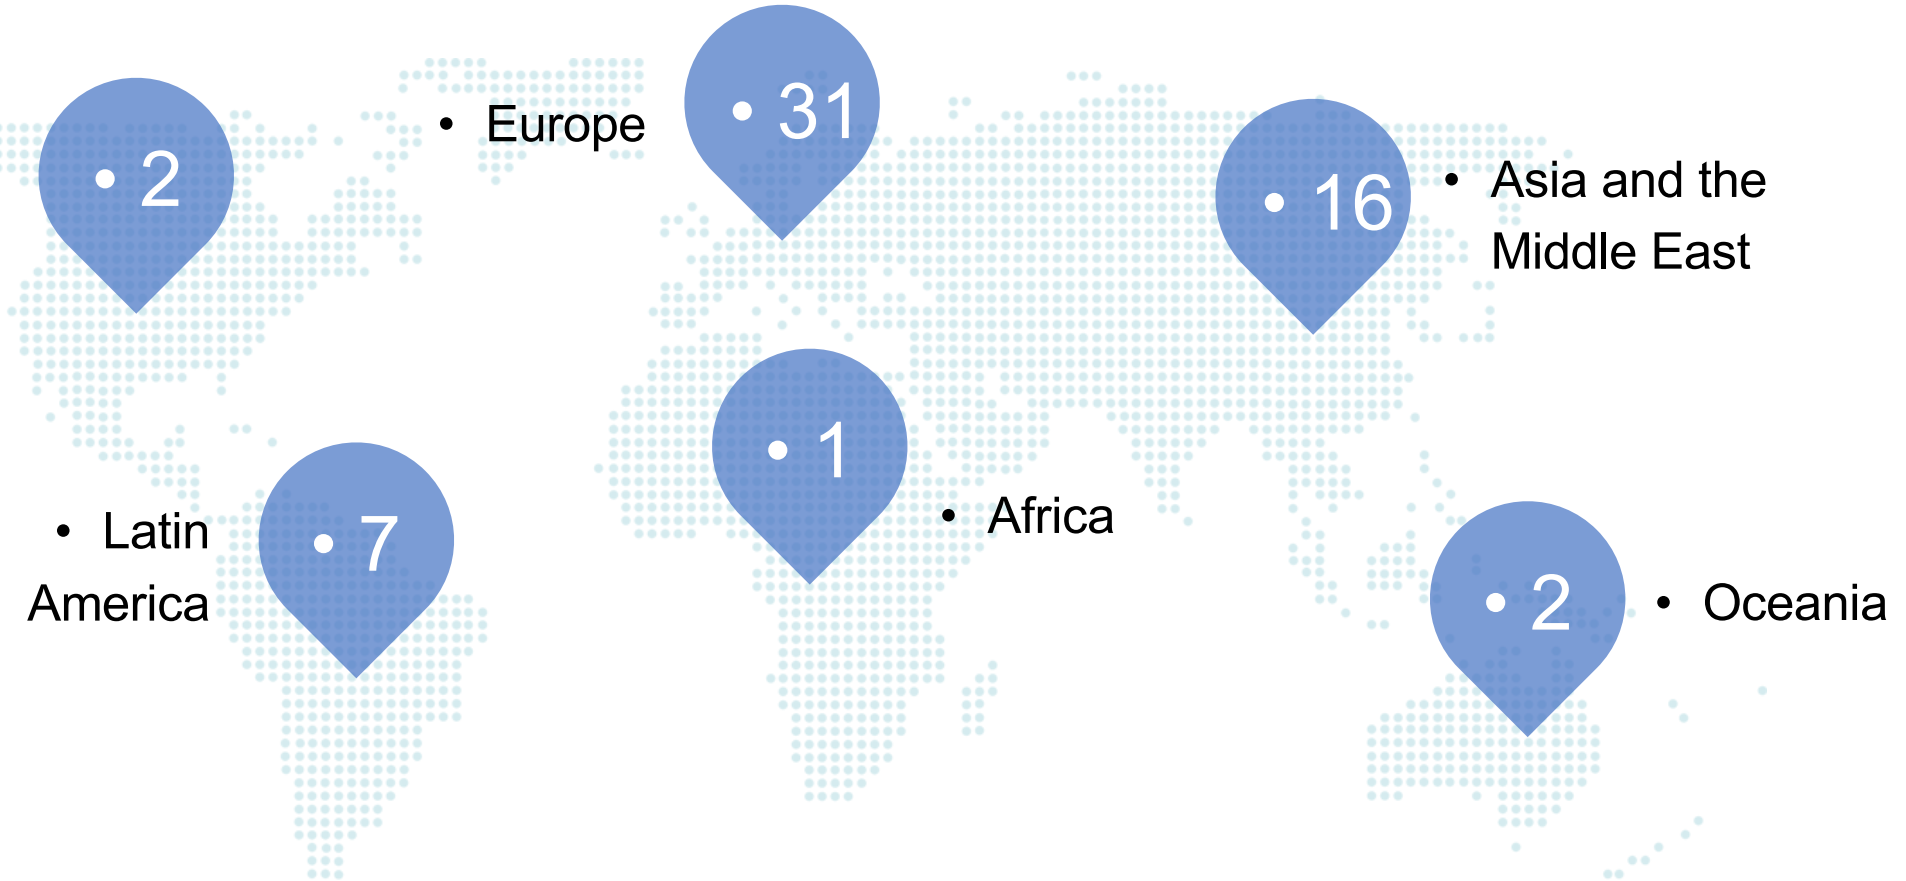 • 2
• Europe
• 31
• 16
• Asia and the
Middle East
• Latin
America
• 7
• 1
• Africa
• 2
• Oceania